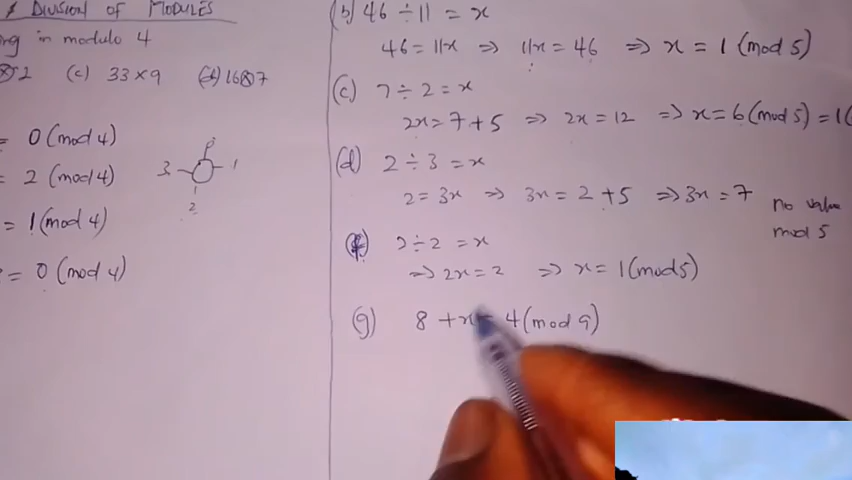 & DIVISION OF MODULES
ng in modulo 4
⊗ 2 (c) 33 × 9 (d) 16 ⊗ 7
= 0 (mod 4)
= 2 (mod 4)
= 1 (mod 4)
= 0 (mod 4)
0
3 1
2
(b) 46 ÷ 11 = x
46 = 11x ⇒ 11x = 46 ⇒ x = 1 (mod 5)
(c) 7 ÷ 2 = x
2x = 7 + 5 ⇒ 2x = 12 ⇒ x = 6 (mod 5) = 1(
(d) 2 ÷ 3 = x
2 = 3x ⇒ 3x = 2 + 5 ⇒ 3x = 7
no value
mod 5
2 ÷ 2 = x
⇒ 2x = 2 ⇒ x = 1 (mod 5)
(g) 8 + x = 4 (mod 9)